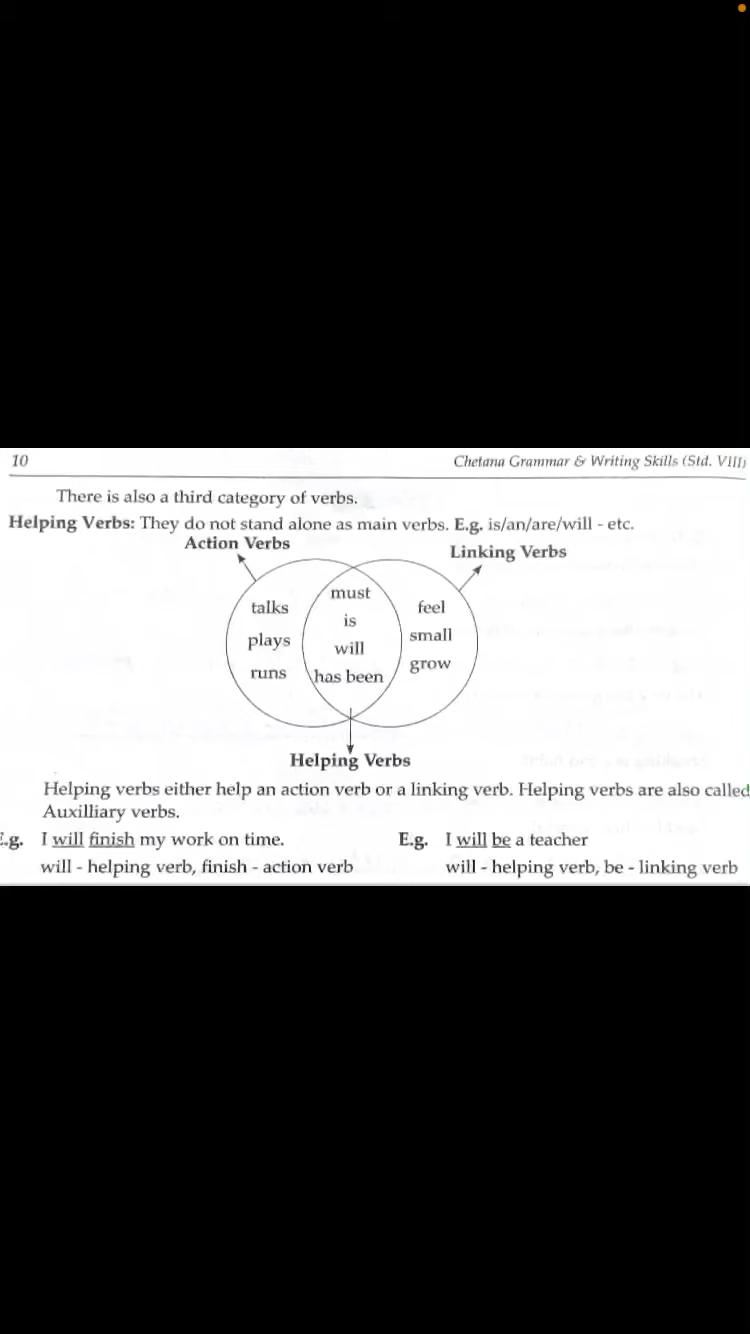 10 Chetana Grammar & Writing Skills (Std. VIII)
There is also a third category of verbs.
Helping Verbs: They do not stand alone as main verbs. E.g. is/an/are/will - etc.
Action Verbs
Linking Verbs
talks
plays
runs
must
is
will
has been
feel
small
grow
Helping Verbs
Helping verbs either help an action verb or a linking verb. Helping verbs are also called
Auxilliary verbs.
E.g. I will finish my work on time.
will - helping verb, finish - action verb
E.g. I will be a teacher
will - helping verb, be - linking verb